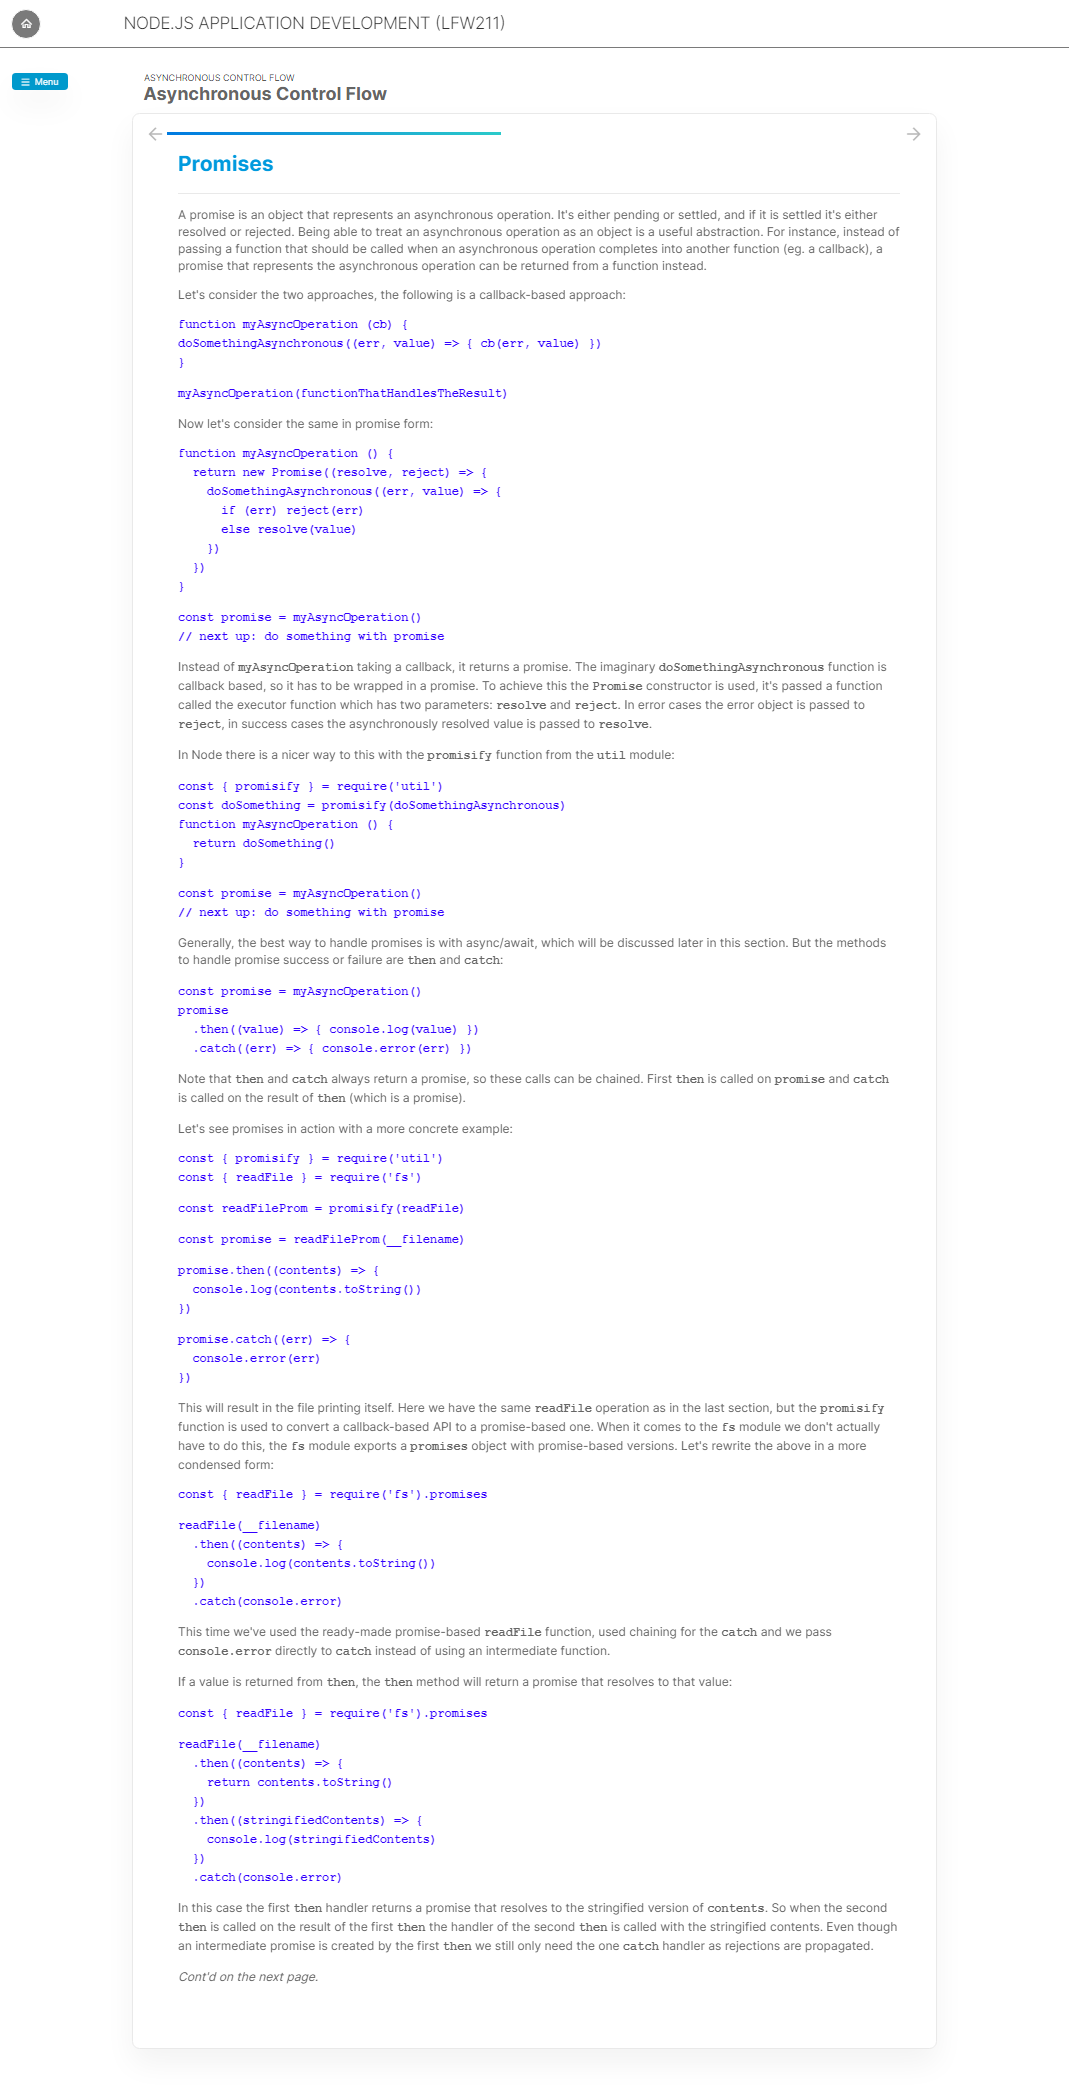 NODE.JS APPLICATION DEVELOPMENT (LFW211)
Menu
ASYNCHRONOUS CONTROL FLOW
Asynchronous Control Flow
Promises
A promise is an object that represents an asynchronous operation. It's either pending or settled, and if it is settled it's either
resolved or rejected. Being able to treat an asynchronous operation as an object is a useful abstraction. For instance, instead of
passing a function that should be called when an asynchronous operation completes into another function (eg. a callback), a
promise that represents the asynchronous operation can be returned from a function instead.
Let's consider the two approaches, the following is a callback-based approach:
function myAsyncOperation (cb) {
doSomethingAsynchronous((err, value) => { cb(err, value) })
}
myAsyncOperation(functionThatHandlesTheResult)
Now let's consider the same in promise form:
function myAsyncOperation () {
  return new Promise((resolve, reject) => {
    doSomethingAsynchronous((err, value) => {
      if (err) reject(err)
      else resolve(value)
    })
  })
}
const promise = myAsyncOperation()
// next up: do something with promise
Instead of myAsyncOperation taking a callback, it returns a promise. The imaginary doSomethingAsynchronous function is
callback based, so it has to be wrapped in a promise. To achieve this the Promise constructor is used, it's passed a function
called the executor function which has two parameters: resolve and reject. In error cases the error object is passed to
reject, in success cases the asynchronously resolved value is passed to resolve.
In Node there is a nicer way to this with the promisify function from the util module:
const { promisify } = require('util')
const doSomething = promisify(doSomethingAsynchronous)
function myAsyncOperation () {
  return doSomething()
}
const promise = myAsyncOperation()
// next up: do something with promise
Generally, the best way to handle promises is with async/await, which will be discussed later in this section. But the methods
to handle promise success or failure are then and catch:
const promise = myAsyncOperation()
promise
  .then((value) => { console.log(value) })
  .catch((err) => { console.error(err) })
Note that then and catch always return a promise, so these calls can be chained. First then is called on promise and catch
is called on the result of then (which is a promise).
Let's see promises in action with a more concrete example:
const { promisify } = require('util')
const { readFile } = require('fs')
const readFileProm = promisify(readFile)
const promise = readFileProm(__filename)
promise.then((contents) => {
  console.log(contents.toString())
})
promise.catch((err) => {
  console.error(err)
})
This will result in the file printing itself. Here we have the same readFile operation as in the last section, but the promisify
function is used to convert a callback-based API to a promise-based one. When it comes to the fs module we don't actually
have to do this, the fs module exports a promises object with promise-based versions. Let's rewrite the above in a more
condensed form:
const { readFile } = require('fs').promises
readFile(__filename)
  .then((contents) => {
    console.log(contents.toString())
  })
  .catch(console.error)
This time we've used the ready-made promise-based readFile function, used chaining for the catch and we pass
console.error directly to catch instead of using an intermediate function.
If a value is returned from then, the then method will return a promise that resolves to that value:
const { readFile } = require('fs').promises
readFile(__filename)
  .then((contents) => {
    return contents.toString()
  })
  .then((stringifiedContents) => {
    console.log(stringifiedContents)
  })
  .catch(console.error)
In this case the first then handler returns a promise that resolves to the stringified version of contents. So when the second
then is called on the result of the first then the handler of the second then is called with the stringified contents. Even though
an intermediate promise is created by the first then we still only need the one catch handler as rejections are propagated.
Cont'd on the next page.